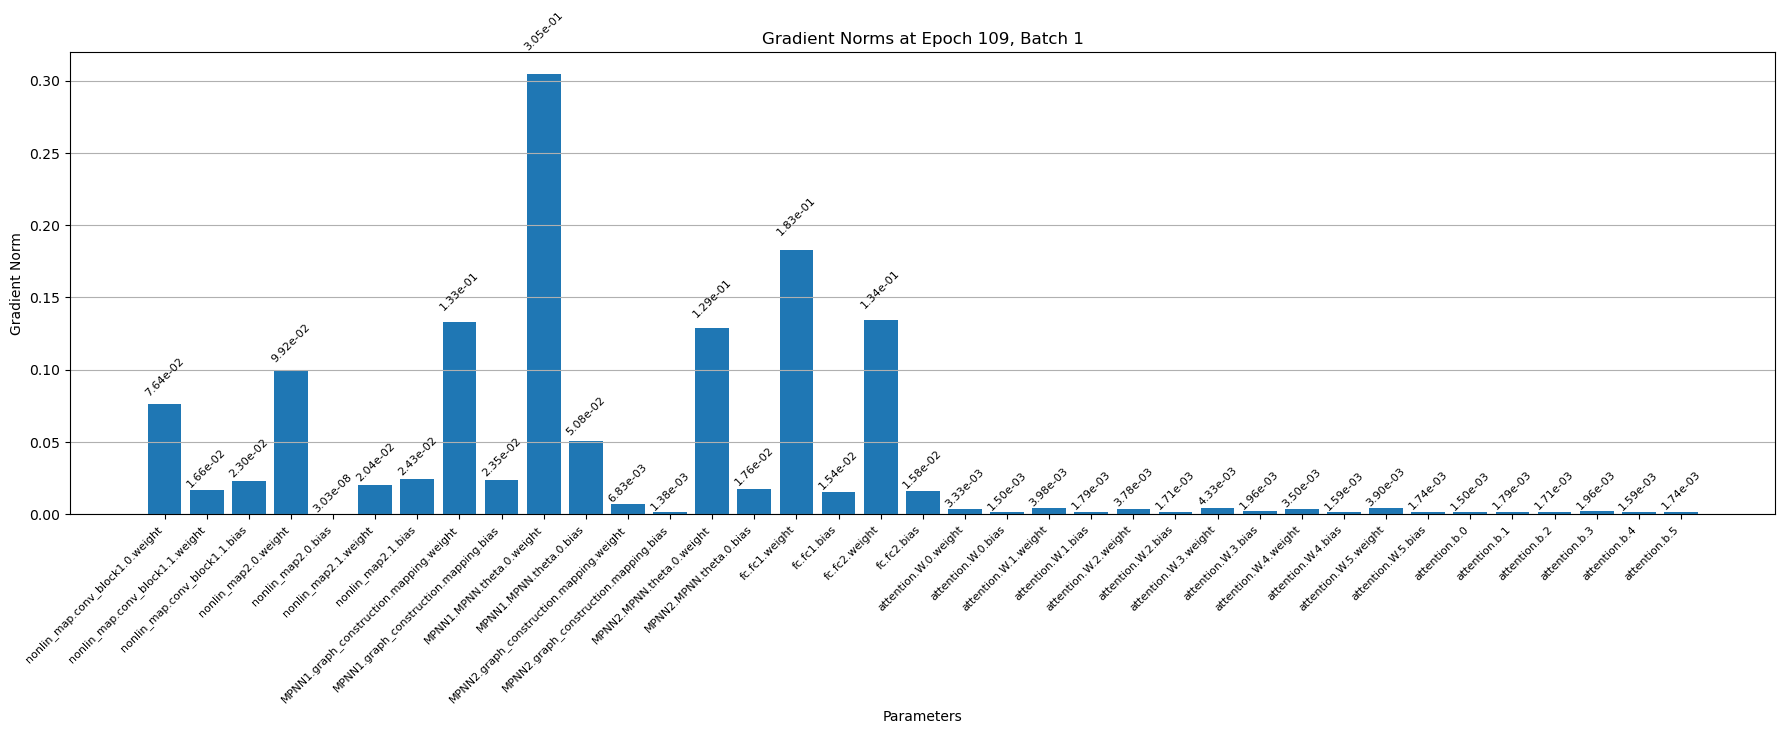 Gradient Norms at Epoch 109, Batch 1
Gradient Norm
0.30
0.25
0.20
0.15
0.10
0.05
0.00
7.64e-02
1.66e-02
2.30e-02
9.92e-02
3.03e-08
2.04e-02
2.43e-02
1.33e-01
2.35e-02
3.05e-01
5.08e-02
6.83e-03
1.38e-03
1.29e-01
1.76e-02
1.83e-01
1.54e-02
1.34e-01
1.58e-02
3.33e-03
1.50e-03
3.98e-03
1.79e-03
3.78e-03
1.71e-03
4.33e-03
1.96e-03
3.50e-03
1.59e-03
3.90e-03
1.74e-03
1.50e-03
1.79e-03
1.71e-03
1.96e-03
1.59e-03
1.74e-03
nonlin_map.conv_block1.0.weight
nonlin_map.conv_block1.1.weight
nonlin_map.conv_block1.1.bias
nonlin_map2.0.weight
nonlin_map2.0.bias
nonlin_map2.1.weight
nonlin_map2.1.bias
MPNN1.graph_construction.mapping.weight
MPNN1.graph_construction.mapping.bias
MPNN1.MPNN.theta.0.weight
MPNN1.MPNN.theta.0.bias
MPNN2.graph_construction.mapping.weight
MPNN2.graph_construction.mapping.bias
MPNN2.MPNN.theta.0.weight
MPNN2.MPNN.theta.0.bias
fc.fc1.weight
fc.fc1.bias
fc.fc2.weight
fc.fc2.bias
attention.W.0.weight
attention.W.0.bias
attention.W.1.weight
attention.W.1.bias
attention.W.2.weight
attention.W.2.bias
attention.W.3.weight
attention.W.3.bias
attention.W.4.weight
attention.W.4.bias
attention.W.5.weight
attention.W.5.bias
attention.b.0
attention.b.1
attention.b.2
attention.b.3
attention.b.4
attention.b.5
Parameters